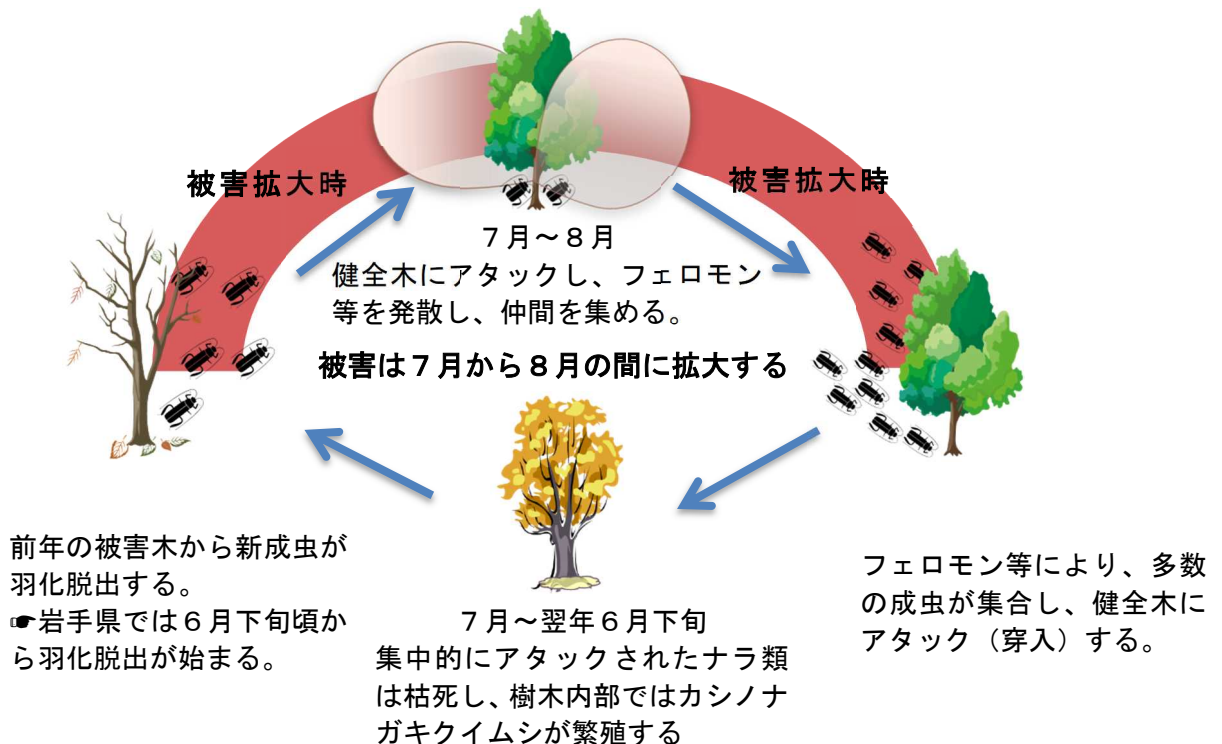 被害拡大時
被害拡大時
７月～８月
健全木にアタックし、フェロモン
等を発散し、仲間を集める。
被害は７月から８月の間に拡大する
前年の被害木から新成虫が
羽化脱出する。
☛岩手県では６月下旬頃か
ら羽化脱出が始まる。
７月～翌年６月下旬
集中的にアタックされたナラ類
は枯死し、樹木内部ではカシノナ
ガキクイムシが繁殖する
フェロモン等により、多数
の成虫が集合し、健全木に
アタック（穿入）する。